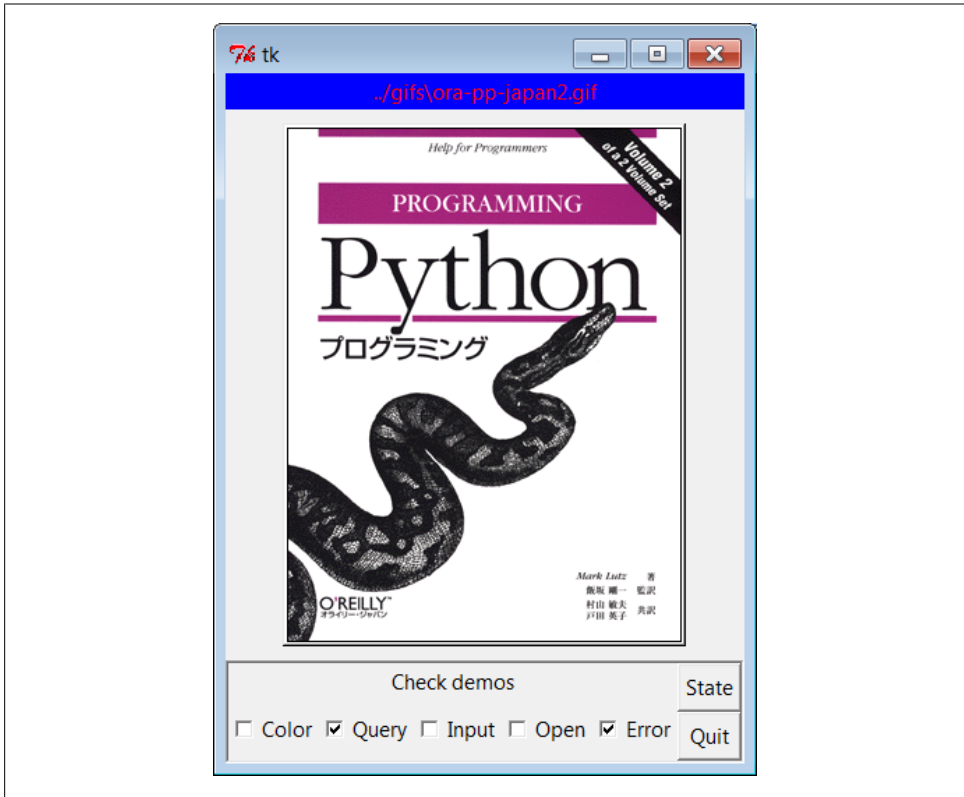 tk
../gifs\ora-pp-japan2.gif
Help for Programmers
Volume 2
of a 2 Volume Set
PROGRAMMING
Python
プログラミング
Mark Lutz 著
飯坂 剛一 監訳
村山 敏夫
戸田 英子 共訳
O'REILLY™
オライリー・ジャパン
Check demos
State
Color Query Input Open Error
Quit